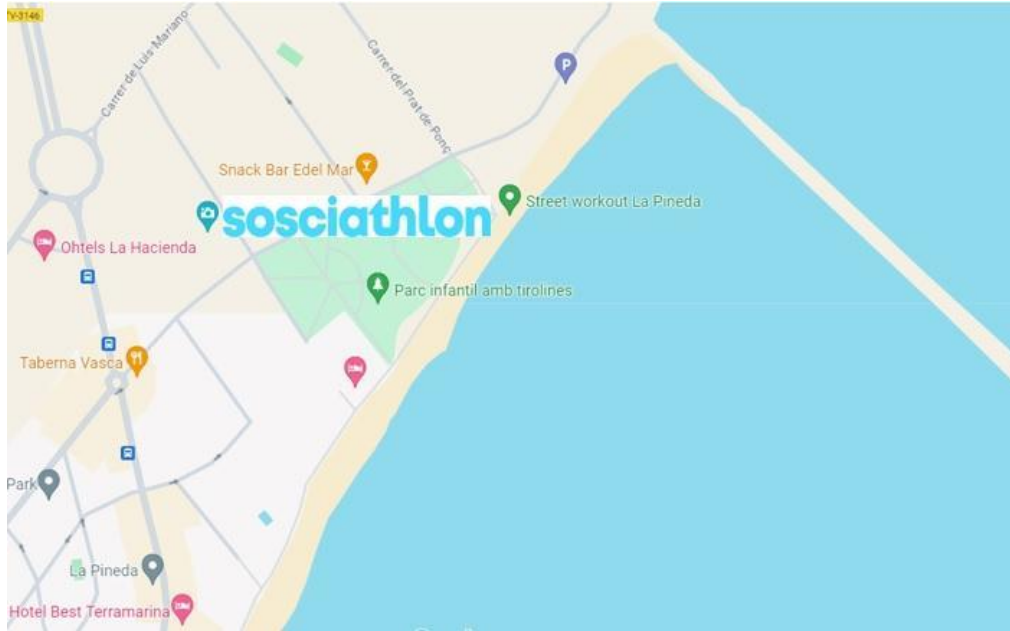 TV-3146
Carrer de Luis Mariano
Carrer del Prat de Ponç
P
Snack Bar Edel Mar
sosciathlon
Street workout La Pineda
Ohtels La Hacienda
Parc infantil amb tirolines
Taberna Vasca
Park
La Pineda
Hotel Best Terramarina